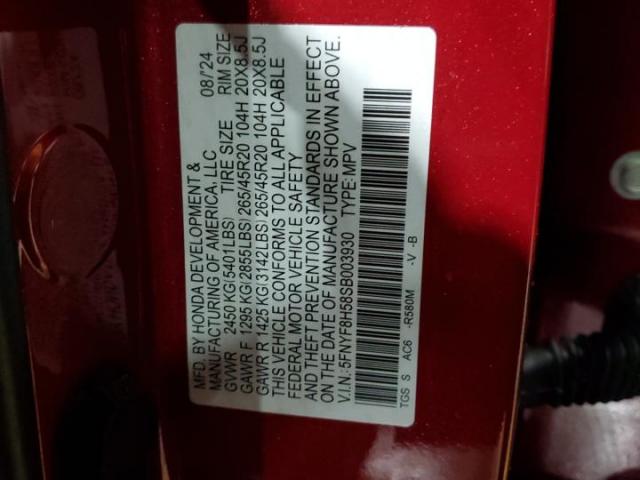 MFD. BY HONDA DEVELOPMENT & 08/'24
MANUFACTURING OF AMERICA, LLC
GVWR 2450 KG(5401LBS) TIRE SIZE RIM SIZE
GAWR F 1295 KG(2855LBS) 265/45R20 104H 20X8.5J
GAWR R 1425 KG(3142LBS) 265/45R20 104H 20X8.5J
THIS VEHICLE CONFORMS TO ALL APPLICABLE
FEDERAL MOTOR VEHICLE SAFETY
AND THEFT PREVENTION STANDARDS IN EFFECT
ON THE DATE OF MANUFACTURE SHOWN ABOVE.
V.I.N.:5FNYF8H58SB003930 TYPE:MPV
TGS S AC6 -R580M -V -B